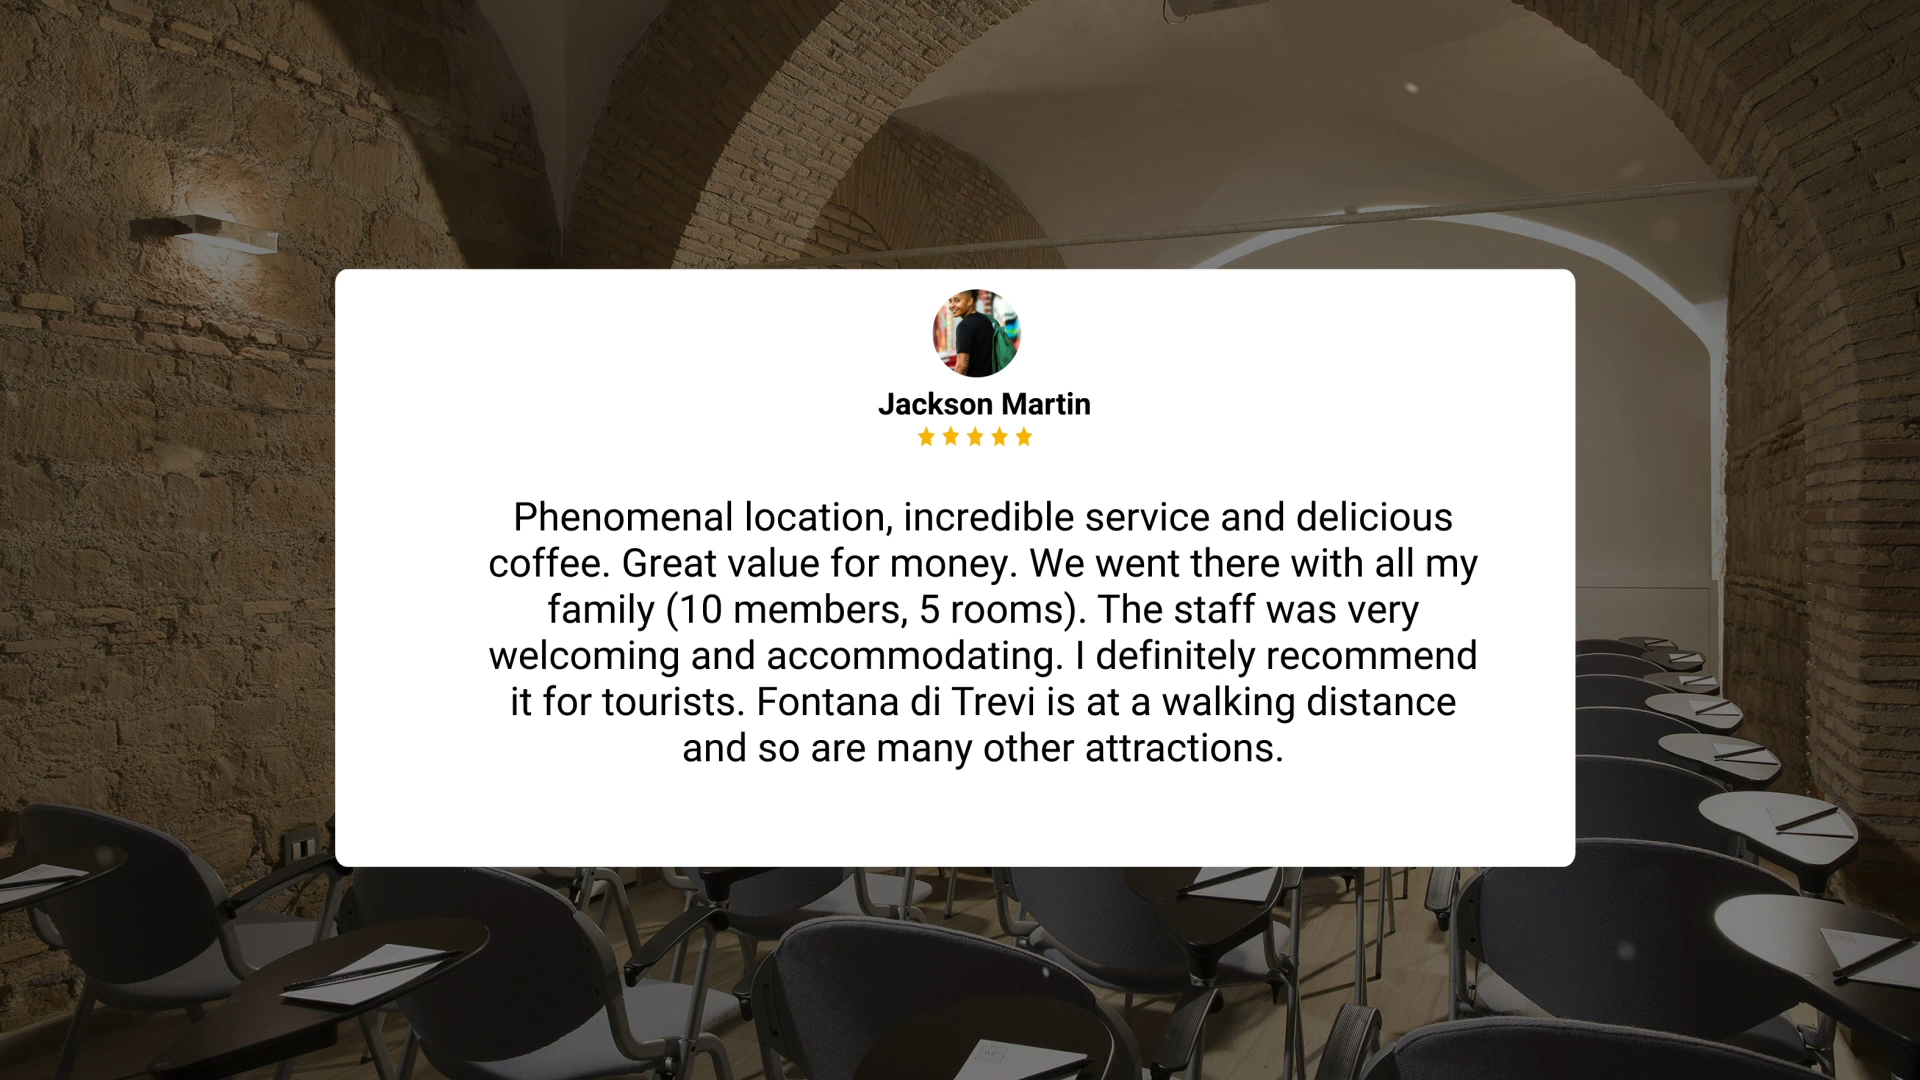 Jackson Martin
Phenomenal location, incredible service and delicious
coffee. Great value for money. We went there with all my
family (10 members, 5 rooms). The staff was very
welcoming and accommodating. I definitely recommend
it for tourists. Fontana di Trevi is at a walking distance
and so are many other attractions.